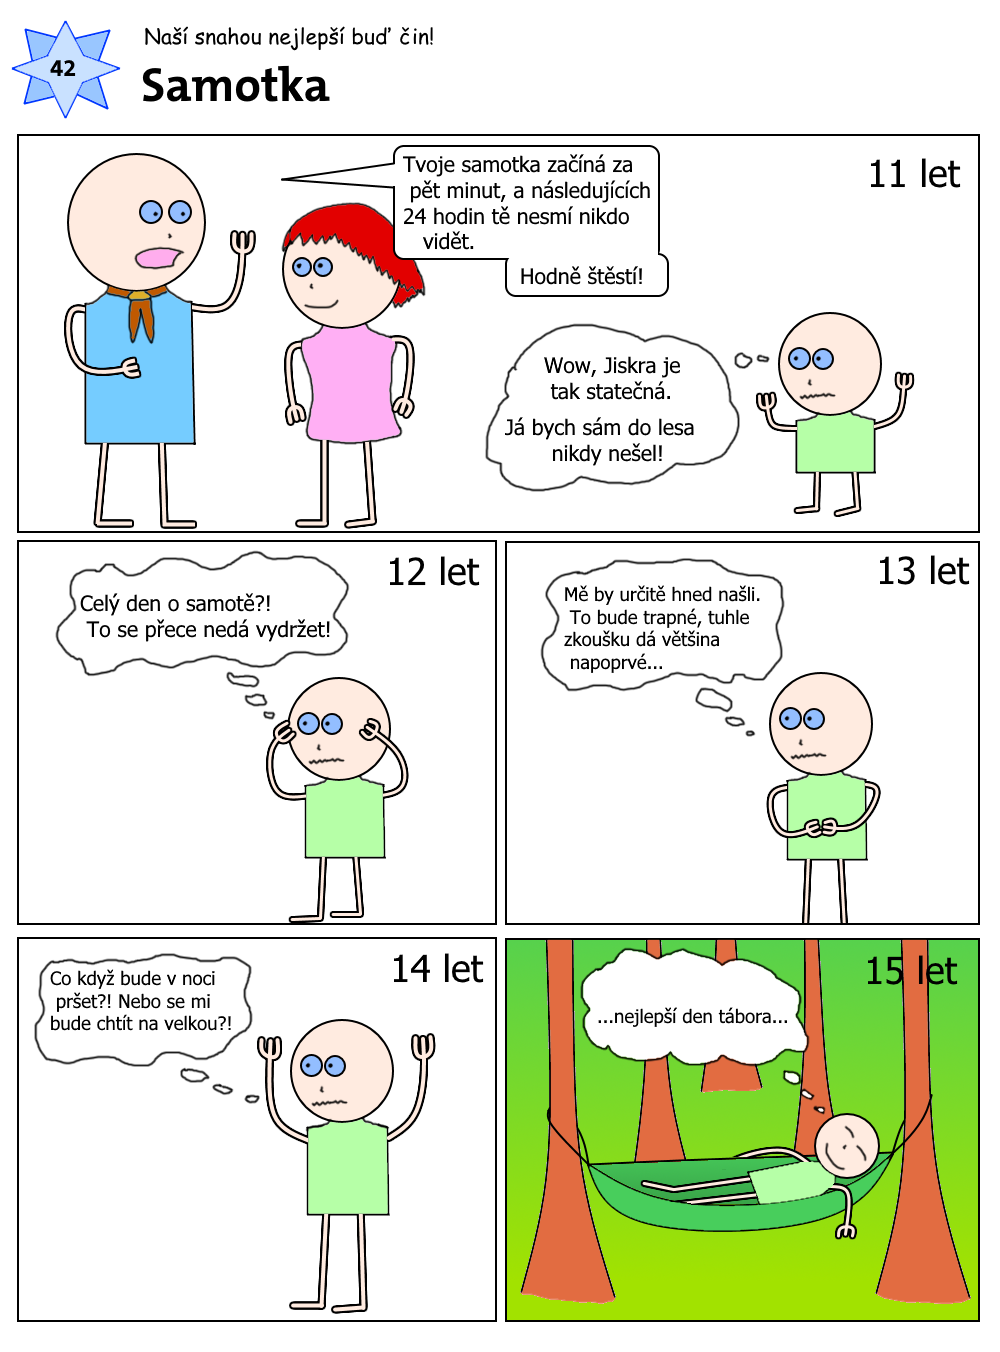 Naší snahou nejlepší buď čin!
42
Samotka
Tvoje samotka začíná za
pět minut, a následujících
24 hodin tě nesmí nikdo
vidět.
Hodně štěstí!
11 let
Wow, Jiskra je
tak statečná.
Já bych sám do lesa
nikdy nešel!
12 let
Celý den o samotě?!
To se přece nedá vydržet!
13 let
Mě by určitě hned našli.
To bude trapné, tuhle
zkoušku dá většina
napoprvé...
14 let
Co když bude v noci
pršet?! Nebo se mi
bude chtít na velkou?!
15 let
...nejlepší den tábora...